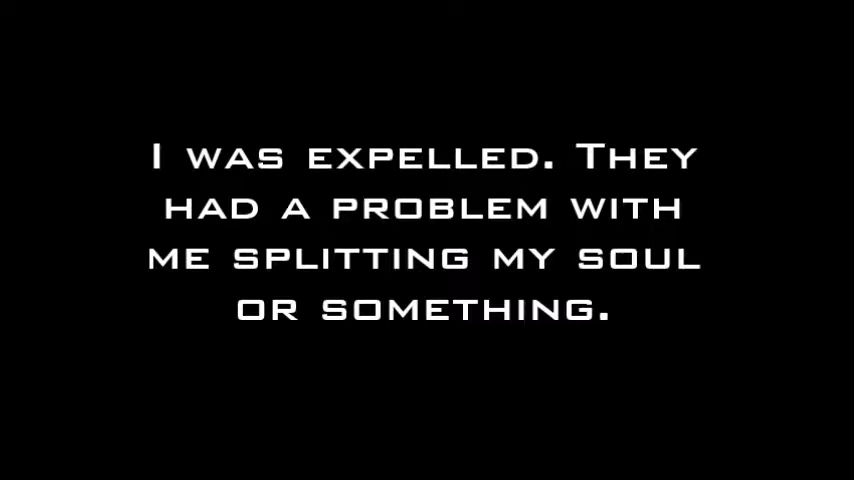 I WAS EXPELLED. THEY
HAD A PROBLEM WITH
ME SPLITTING MY SOUL
OR SOMETHING.